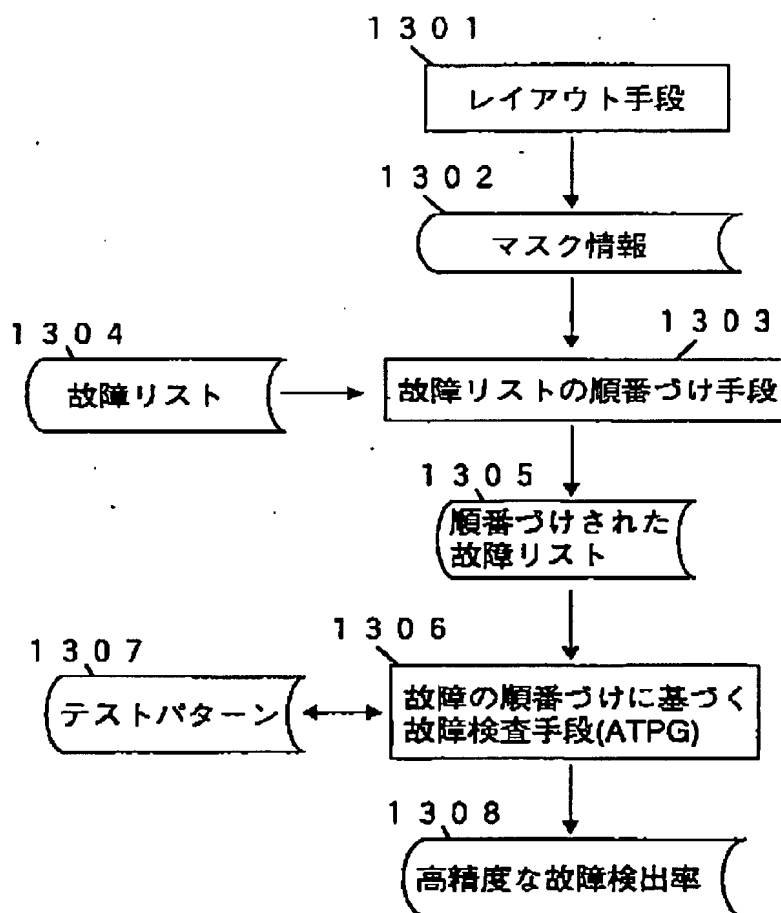 1301
レイアウト手段
1302
マスク情報
1304
故障リスト
1303
故障リストの順番づけ手段
1305
順番づけされた
故障リスト
1307
テストパターン
1306
故障の順番づけに基づく
故障検査手段(ATPG)
1308
高精度な故障検出率